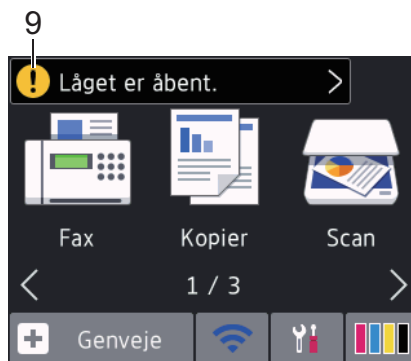 9
! Låget er åbent. >
Fax Kopier Scan
< 1 / 3 >
+ Genveje